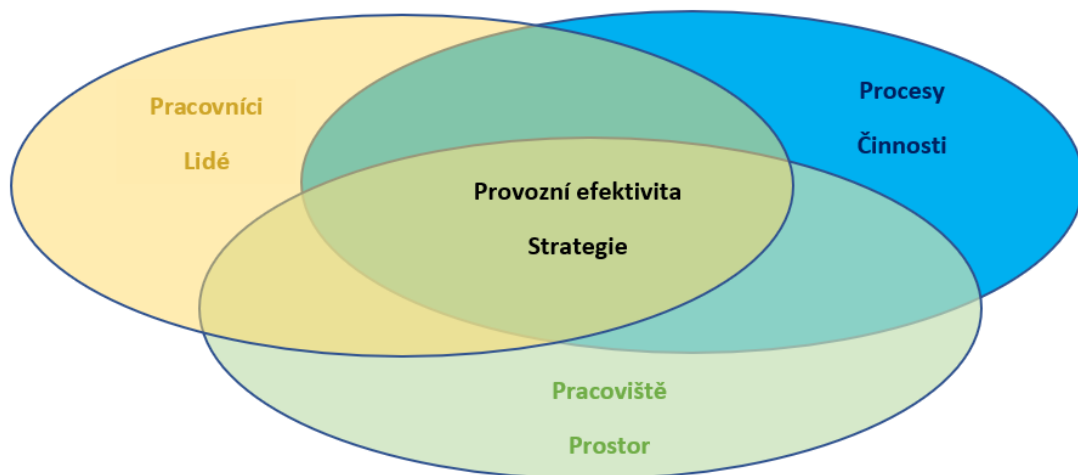 Pracovníci
Lidé
Procesy
Činnosti
Provozní efektivita
Strategie
Pracoviště
Prostor